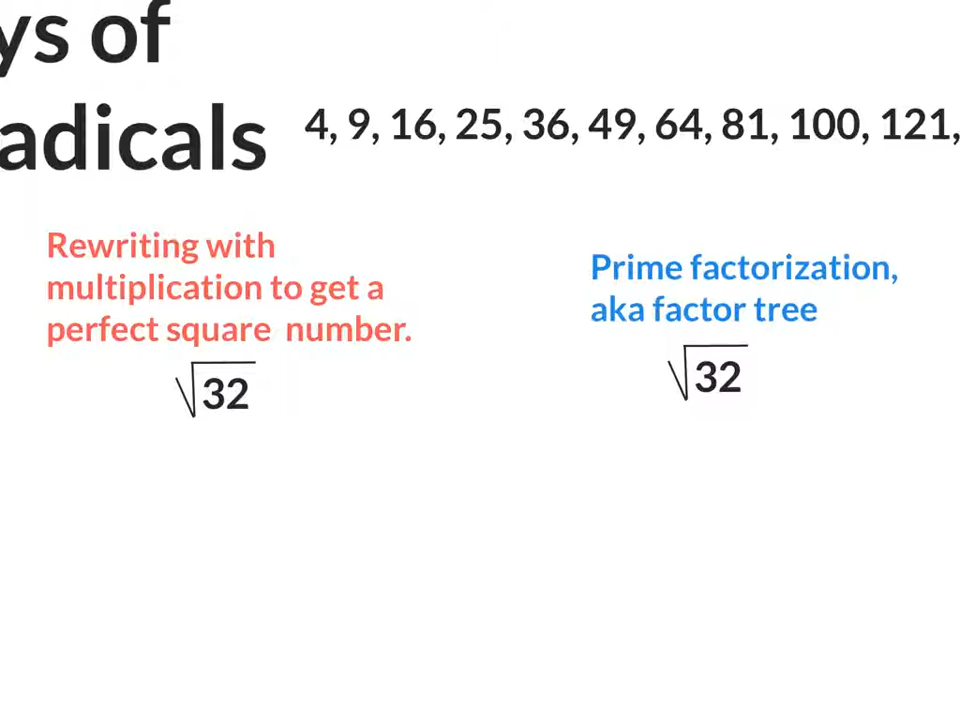 ys of
adicals
4, 9, 16, 25, 36, 49, 64, 81, 100, 121,
Rewriting with
multiplication to get a
perfect square number.
√32
Prime factorization,
aka factor tree
√32